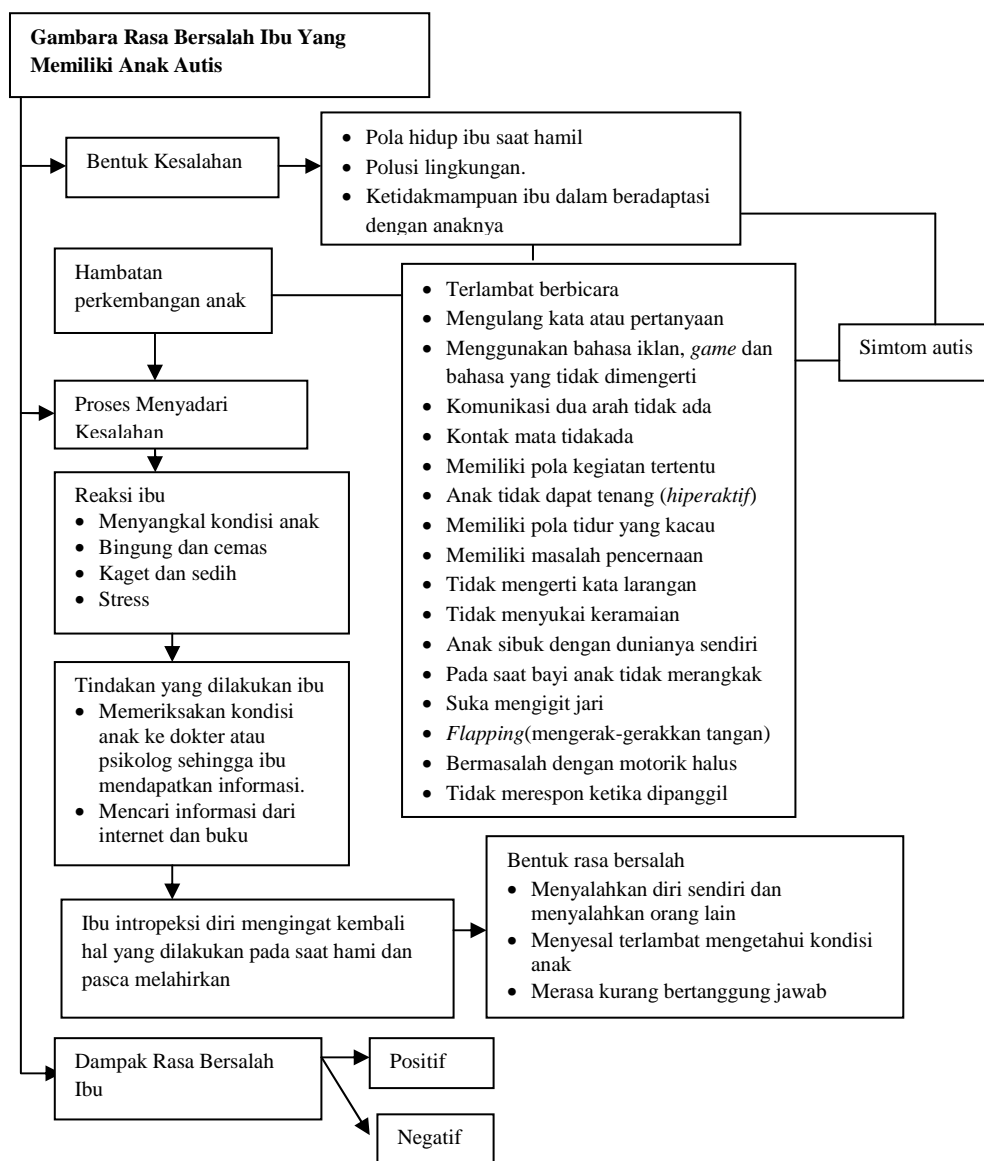 Gambara Rasa Bersalah Ibu Yang
Memiliki Anak Autis
Bentuk Kesalahan
• Pola hidup ibu saat hamil
• Polusi lingkungan.
• Ketidakmampuan ibu dalam beradaptasi
dengan anaknya
Hambatan
perkembangan anak
• Terlambat berbicara
• Mengulang kata atau pertanyaan
• Menggunakan bahasa iklan, game dan
bahasa yang tidak dimengerti
• Komunikasi dua arah tidak ada
• Kontak mata tidakada
• Memiliki pola kegiatan tertentu
• Anak tidak dapat tenang (hiperaktif)
• Memiliki pola tidur yang kacau
• Memiliki masalah pencernaan
• Tidak mengerti kata larangan
• Tidak menyukai keramaian
• Anak sibuk dengan dunianya sendiri
• Pada saat bayi anak tidak merangkak
• Suka mengigit jari
• Flapping(mengerak-gerakkan tangan)
• Bermasalah dengan motorik halus
• Tidak merespon ketika dipanggil
Simtom autis
Proses Menyadari
Kesalahan
Reaksi ibu
• Menyangkal kondisi anak
• Bingung dan cemas
• Kaget dan sedih
• Stress
Tindakan yang dilakukan ibu
• Memeriksakan kondisi
anak ke dokter atau
psikolog sehingga ibu
mendapatkan informasi.
• Mencari informasi dari
internet dan buku
Ibu intropeksi diri mengingat kembali
hal yang dilakukan pada saat hami dan
pasca melahirkan
Bentuk rasa bersalah
• Menyalahkan diri sendiri dan
menyalahkan orang lain
• Menyesal terlambat mengetahui kondisi
anak
• Merasa kurang bertanggung jawab
Dampak Rasa Bersalah
Ibu
Positif
Negatif